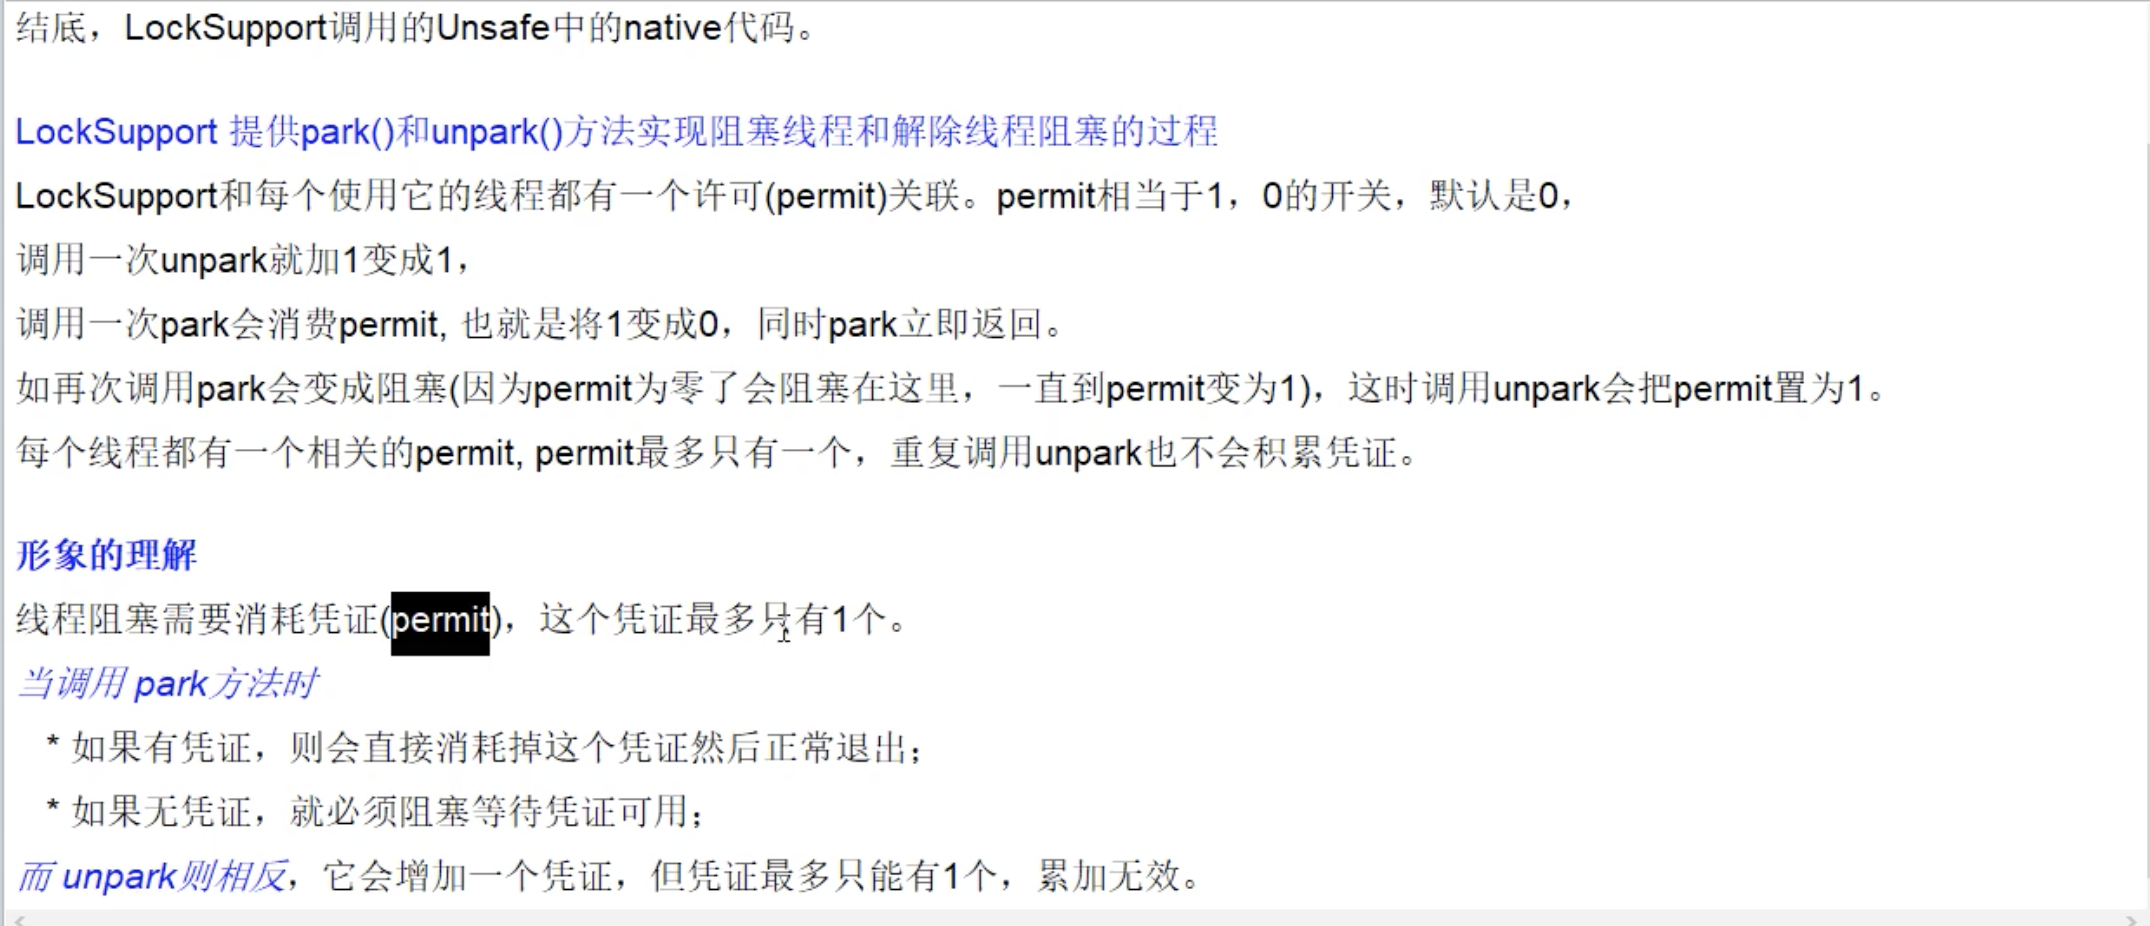 结底，LockSupport调用的Unsafe中的native代码。
LockSupport 提供park()和unpark()方法实现阻塞线程和解除线程阻塞的过程
LockSupport和每个使用它的线程都有一个许可(permit)关联。permit相当于1，0的开关，默认是0，
调用一次unpark就加1变成1，
调用一次park会消费permit, 也就是将1变成0，同时park立即返回。
如再次调用park会变成阻塞(因为permit为零了会阻塞在这里，一直到permit变为1)，这时调用unpark会把permit置为1。
每个线程都有一个相关的permit, permit最多只有一个，重复调用unpark也不会积累凭证。
形象的理解
线程阻塞需要消耗凭证(permit)，这个凭证最多只有1个。
当调用 park方法时
* 如果有凭证，则会直接消耗掉这个凭证然后正常退出；
* 如果无凭证，就必须阻塞等待凭证可用；
而 unpark则相反，它会增加一个凭证，但凭证最多只能有1个，累加无效。